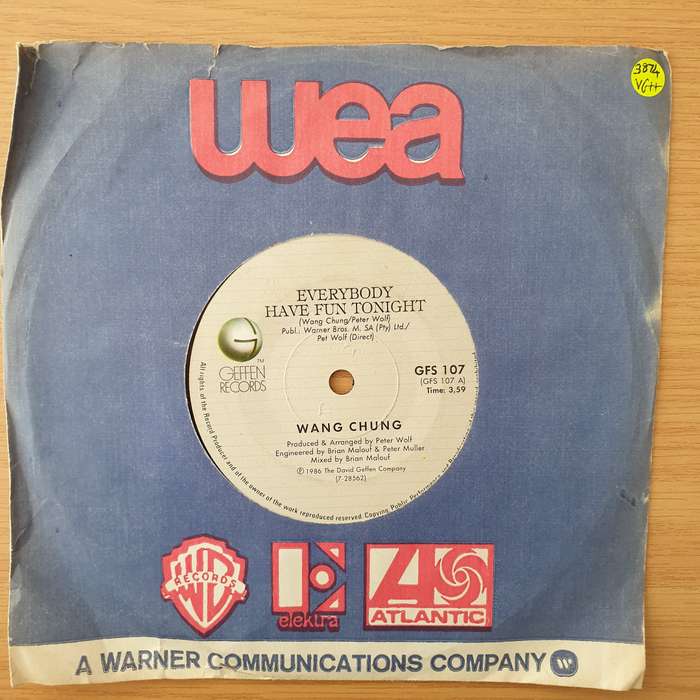 wea
3874
VG++
EVERYBODY
HAVE FUN TONIGHT
(Wang Chung/Peter Wolf)
Publ.: Warner Bros. M. SA (Pty) Ltd./
Pet Wolf (Direct)
TM
GEFFEN
RECORDS
GFS 107
(GFS 107 A)
Time: 3,59
WANG CHUNG
Produced & Arranged by Peter Wolf
Engineered by Brian Malouf & Peter Muller
Mixed by Brian Malouf
℗ 1986 The David Geffen Company
(7 28562)
All rights of the Record Producer and of the owner of the work reproduced reserved. Copying, Public Performance and
WB
RECORDS
elektra
ATLANTIC
A WARNER COMMUNICATIONS COMPANY